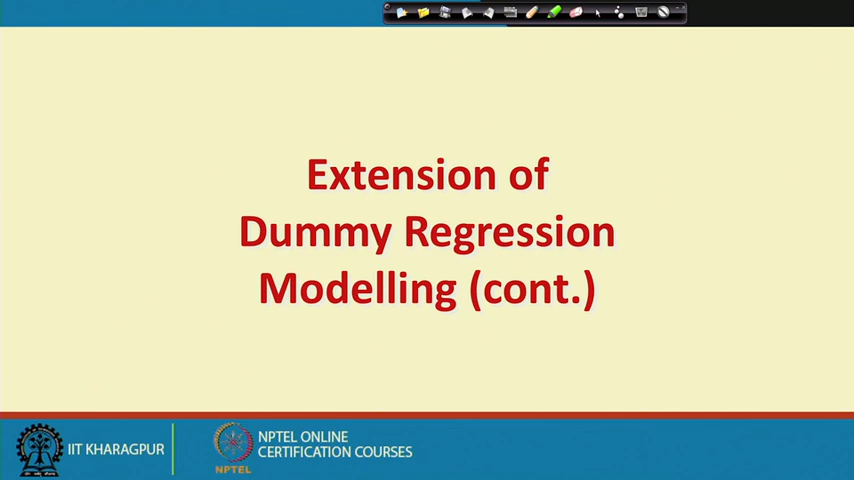 Extension of
Dummy Regression
Modelling (cont.)
IIT KHARAGPUR
NPTEL
NPTEL ONLINE
CERTIFICATION COURSES